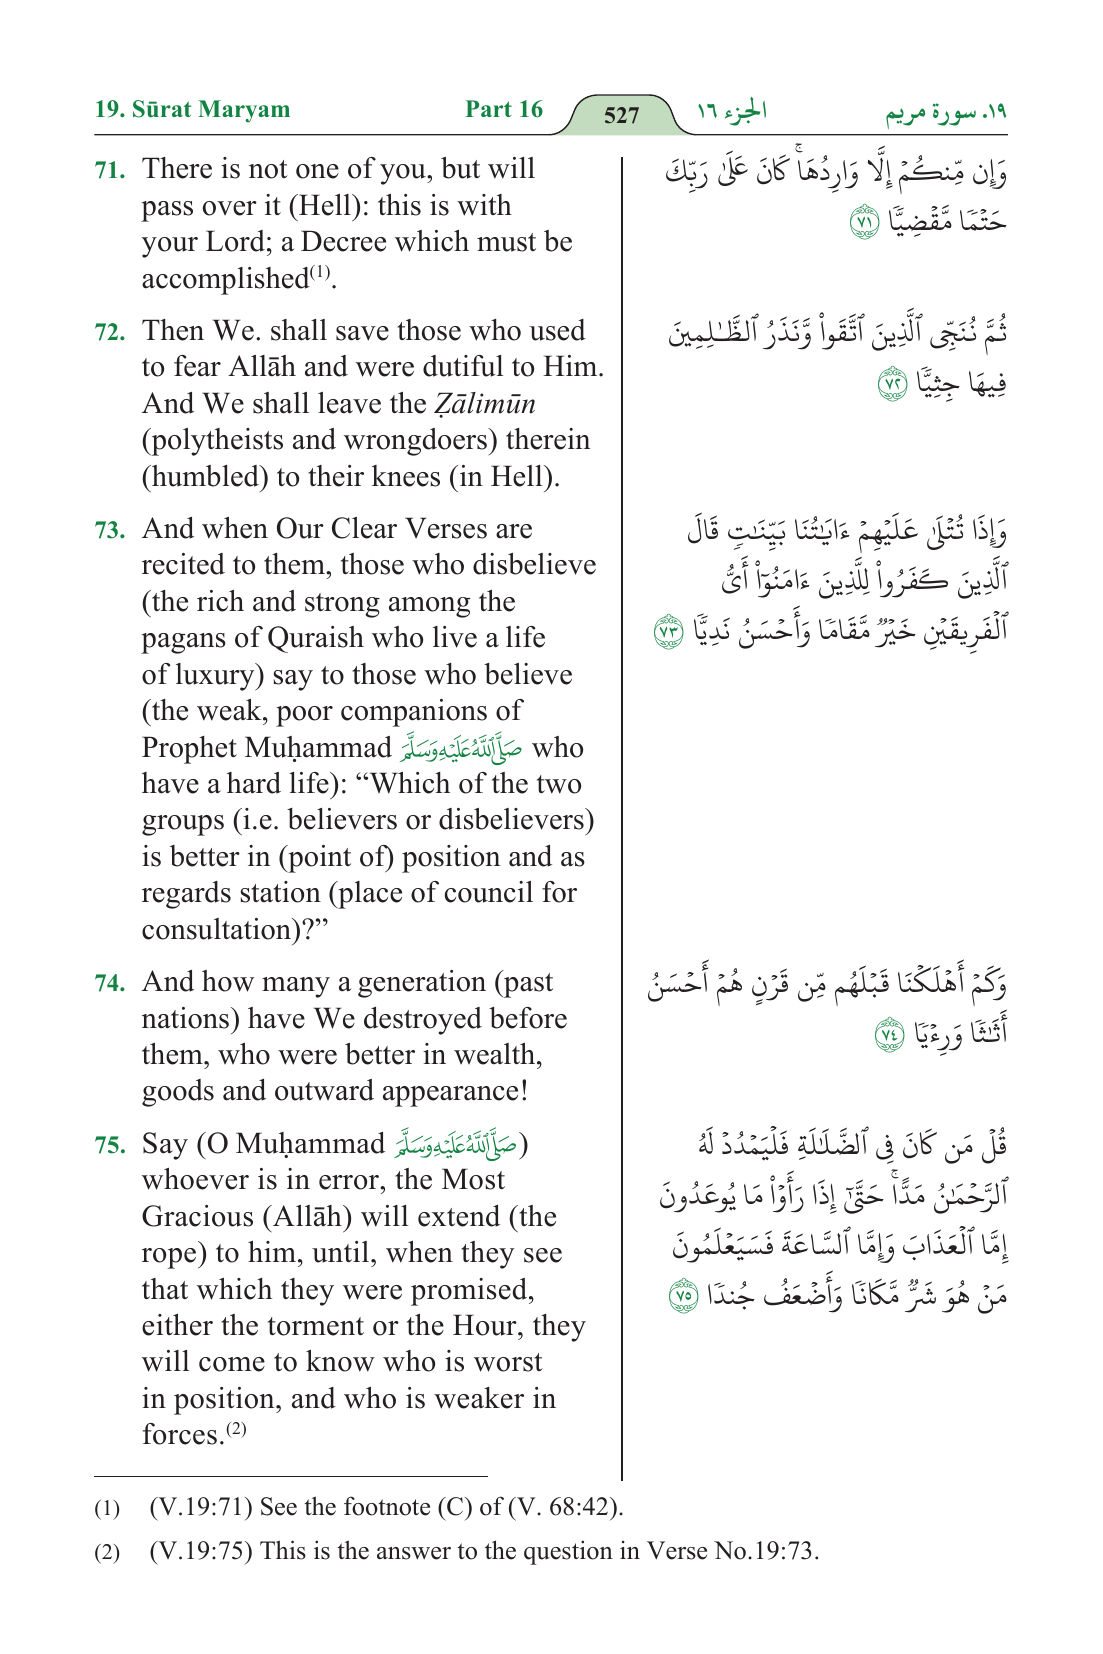 19. Sūrat Maryam
Part 16
527
الجزء ١٦
١٩. سورة مريم
71. There is not one of you, but will
pass over it (Hell): this is with
your Lord; a Decree which must be
accomplished(1).
وَإِن مِّنكُمۡ إِلَّا وَارِدُهَاۚ كَانَ عَلَىٰ رَبِّكَ
حَتۡمٗا مَّقۡضِيّٗا ٧١
72. Then We. shall save those who used
to fear Allāh and were dutiful to Him.
And We shall leave the Ẓālimūn
(polytheists and wrongdoers) therein
(humbled) to their knees (in Hell).
ثُمَّ نُنَجِّي ٱلَّذِينَ ٱتَّقَواْ وَّنَذَرُ ٱلظَّٰلِمِينَ
فِيهَا جِثِيّٗا ٧٢
73. And when Our Clear Verses are
recited to them, those who disbelieve
(the rich and strong among the
pagans of Quraish who live a life
of luxury) say to those who believe
(the weak, poor companions of
Prophet Muḥammad صَلَّى ٱللَّهُ عَلَيْهِ وَسَلَّمَ who
have a hard life): “Which of the two
groups (i.e. believers or disbelievers)
is better in (point of) position and as
regards station (place of council for
consultation)?”
وَإِذَا تُتۡلَىٰ عَلَيۡهِمۡ ءَايَٰتُنَا بَيِّنَٰتٖ قَالَ
ٱلَّذِينَ كَفَرُواْ لِلَّذِينَ ءَامَنُوٓاْ أَيُّ
ٱلۡفَرِيقَيۡنِ خَيۡرٞ مَّقَامٗا وَأَحۡسَنُ نَدِيّٗا ٧٣
74. And how many a generation (past
nations) have We destroyed before
them, who were better in wealth,
goods and outward appearance!
وَكَمۡ أَهۡلَكۡنَا قَبۡلَهُم مِّن قَرۡنٍ هُمۡ أَحۡسَنُ
أَثَٰثٗا وَرِءۡيٗا ٧٤
75. Say (O Muḥammad صَلَّى ٱللَّهُ عَلَيْهِ وَسَلَّمَ)
whoever is in error, the Most
Gracious (Allāh) will extend (the
rope) to him, until, when they see
that which they were promised,
either the torment or the Hour, they
will come to know who is worst
in position, and who is weaker in
forces.(2)
قُلۡ مَن كَانَ فِي ٱلضَّلَٰلَةِ فَلۡيَمۡدُدۡ لَهُ
ٱلرَّحۡمَٰنُ مَدًّاۚ حَتَّىٰٓ إِذَا رَأَوۡاْ مَا يُوعَدُونَ
إِمَّا ٱلۡعَذَابَ وَإِمَّا ٱلسَّاعَةَ فَسَيَعۡلَمُونَ
مَنۡ هُوَ شَرّٞ مَّكَانٗا وَأَضۡعَفُ جُندٗا ٧٥
(1) (V.19:71) See the footnote (C) of (V. 68:42).
(2) (V.19:75) This is the answer to the question in Verse No.19:73.